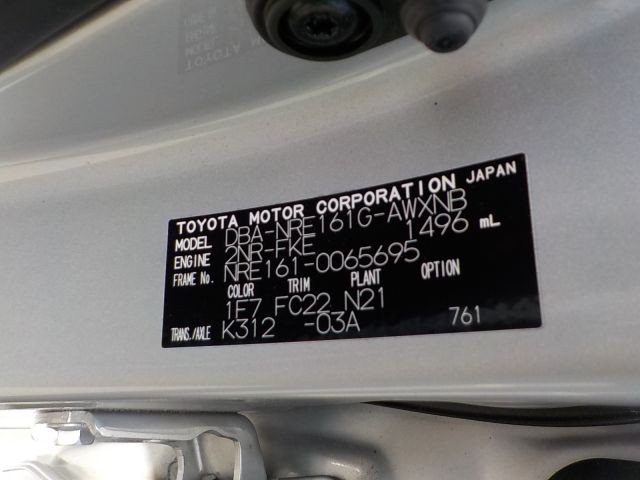 TOYOTA MOTOR CORPORATION JAPAN
MODEL DBA-NRE161G-AWXNB
ENGINE 2NR-FKE 1496 mL
FRAME No. NRE161-0065695
COLOR TRIM PLANT OPTION
1F7 FC22 N21
TRANS./AXLE K312 -03A 761